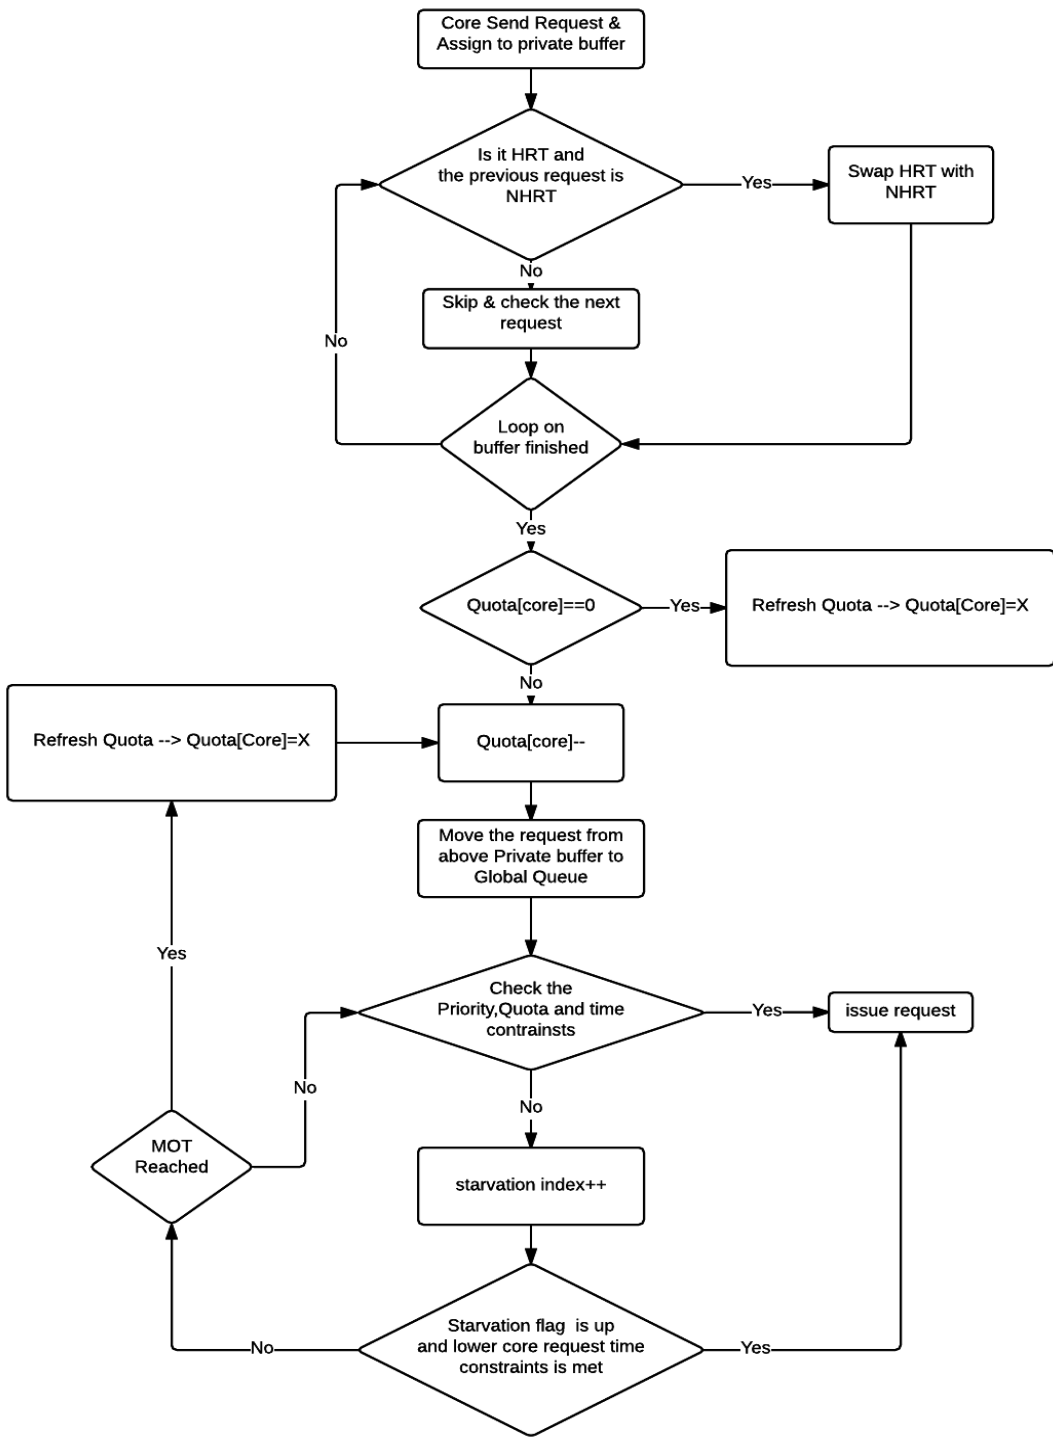 Core Send Request &
Assign to private buffer
Is it HRT and
the previous request is
NHRT
Yes
Swap HRT with
NHRT
No
Skip & check the next
request
No
Loop on
buffer finished
Yes
Quota[core]==0
Yes
Refresh Quota --> Quota[Core]=X
No
Refresh Quota --> Quota[Core]=X
Quota[core]--
Move the request from
above Private buffer to
Global Queue
Yes
Check the
Priority,Quota and time
contrainsts
Yes
issue request
No
No
MOT
Reached
starvation index++
Starvation flag is up
and lower core request time
constraints is met
No
Yes